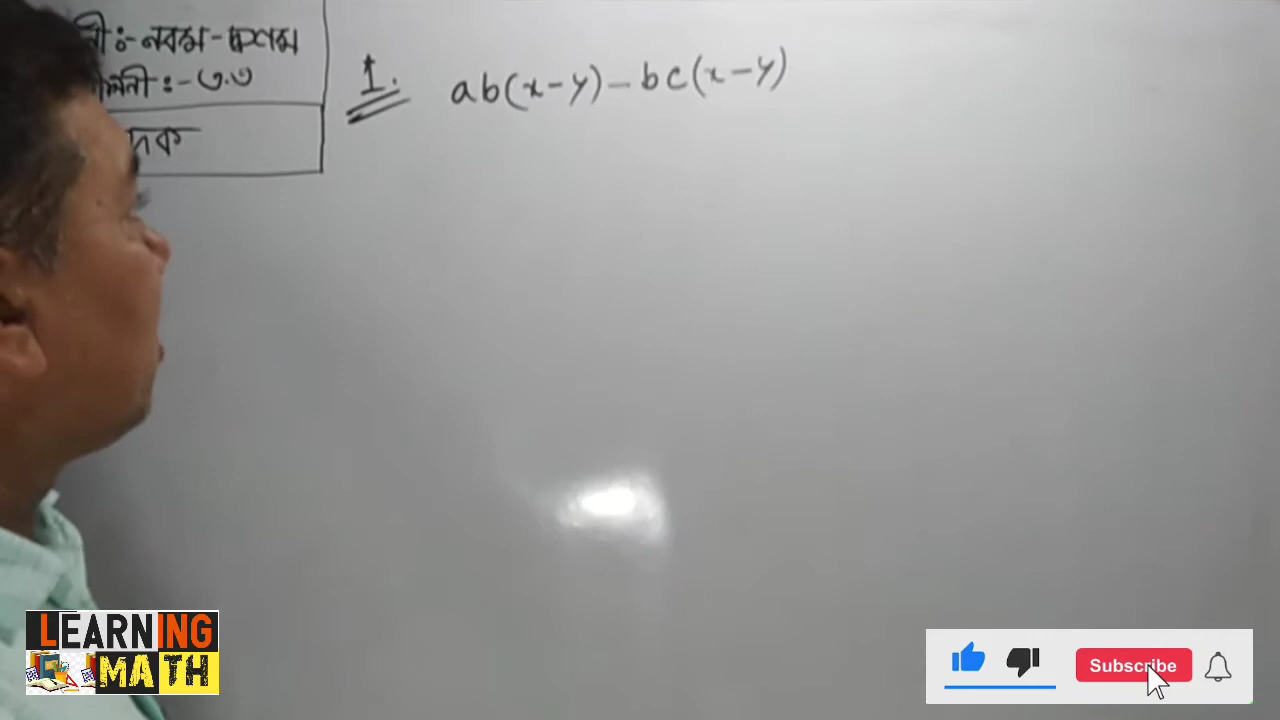 নবম-দশম
:- ৩.৩
1. ab(x-y)-bc(x-y)
LEARNING
MATH
Subscribe